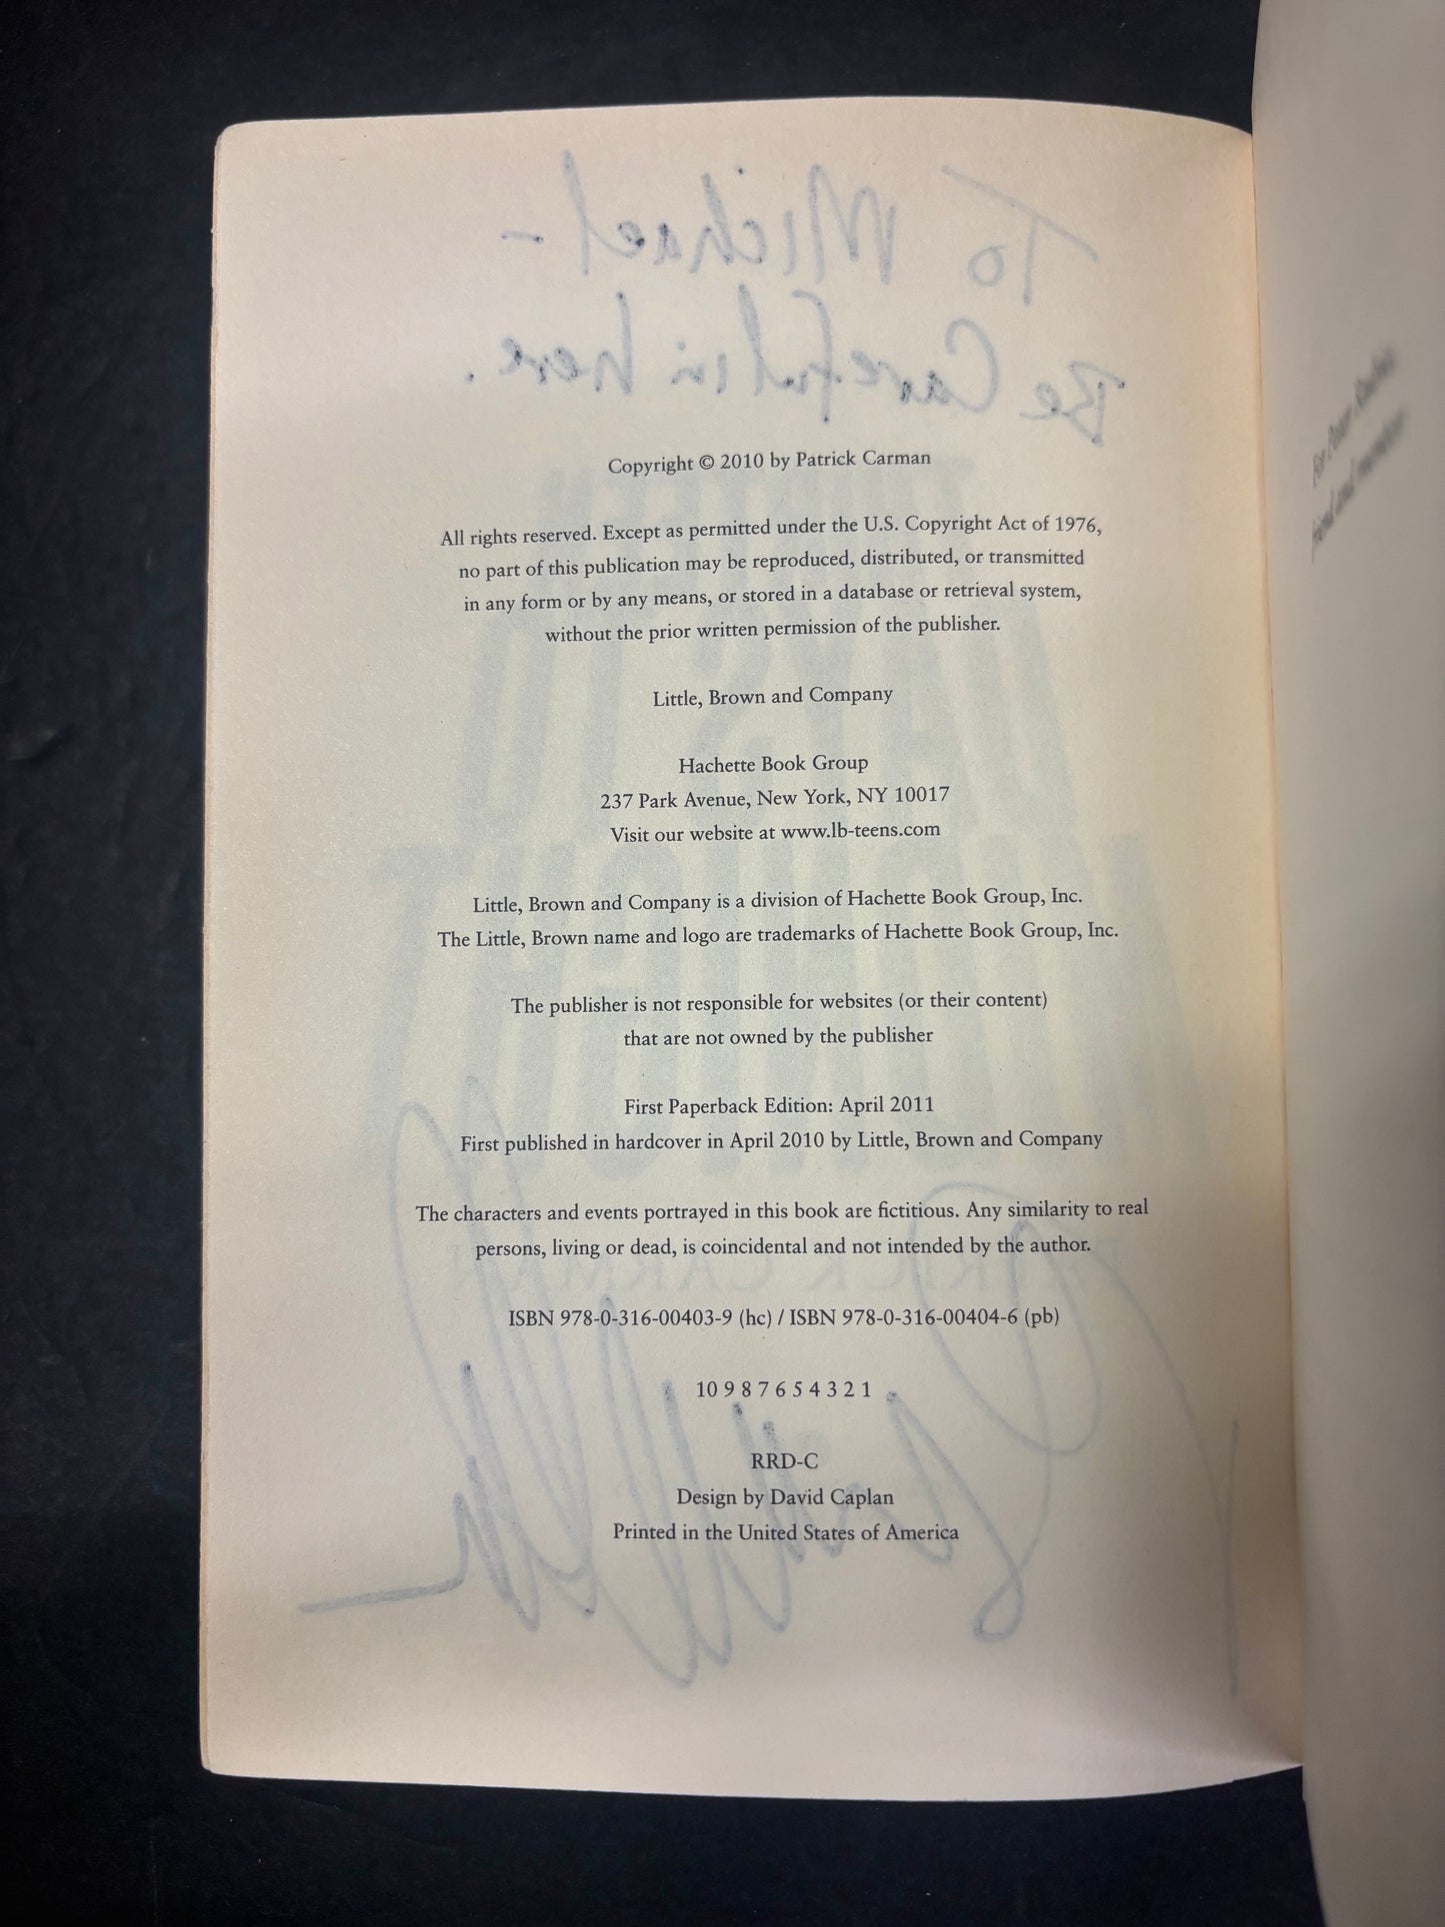 To Michael -
Be Careful in here.
Copyright © 2010 by Patrick Carman
All rights reserved. Except as permitted under the U.S. Copyright Act of 1976,
no part of this publication may be reproduced, distributed, or transmitted
in any form or by any means, or stored in a database or retrieval system,
without the prior written permission of the publisher.
Little, Brown and Company
Hachette Book Group
237 Park Avenue, New York, NY 10017
Visit our website at www.lb-teens.com
Little, Brown and Company is a division of Hachette Book Group, Inc.
The Little, Brown name and logo are trademarks of Hachette Book Group, Inc.
The publisher is not responsible for websites (or their content)
that are not owned by the publisher
First Paperback Edition: April 2011
First published in hardcover in April 2010 by Little, Brown and Company
The characters and events portrayed in this book are fictitious. Any similarity to real
persons, living or dead, is coincidental and not intended by the author.
ISBN 978-0-316-00403-9 (hc) / ISBN 978-0-316-00404-6 (pb)
10 9 8 7 6 5 4 3 2 1
RRD-C
Design by David Caplan
Printed in the United States of America